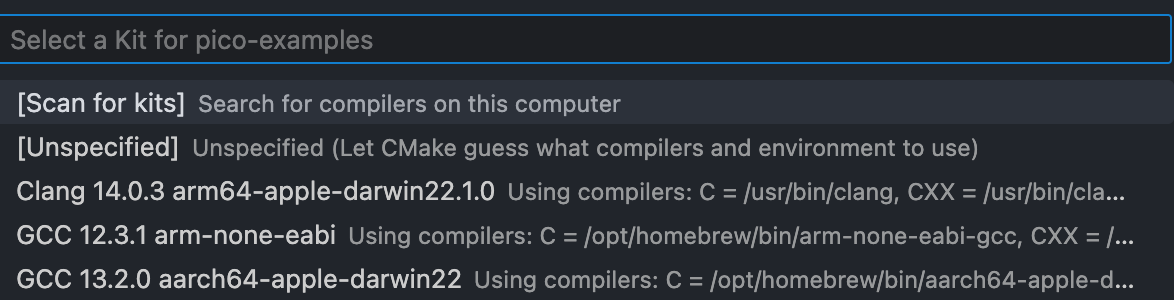 Select a Kit for pico-examples
[Scan for kits] Search for compilers on this computer
[Unspecified] Unspecified (Let CMake guess what compilers and environment to use)
Clang 14.0.3 arm64-apple-darwin22.1.0 Using compilers: C = /usr/bin/clang, CXX = /usr/bin/cla...
GCC 12.3.1 arm-none-eabi Using compilers: C = /opt/homebrew/bin/arm-none-eabi-gcc, CXX = /...
GCC 13.2.0 aarch64-apple-darwin22 Using compilers: C = /opt/homebrew/bin/aarch64-apple-d...